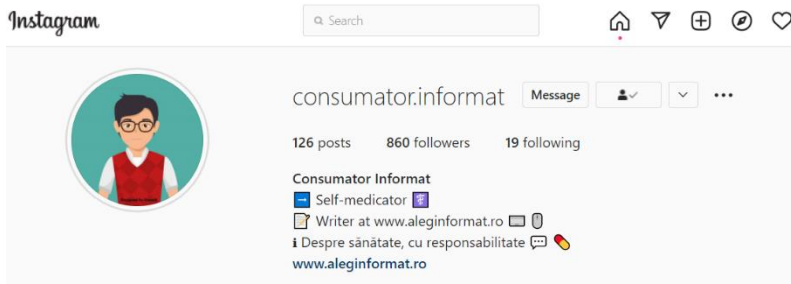 Instagram
Search
consumator.informat Message
126 posts 860 followers 19 following
Consumator Informat
Self-medicator
Writer at www.aleginformat.ro
Despre sănătate, cu responsabilitate
www.aleginformat.ro